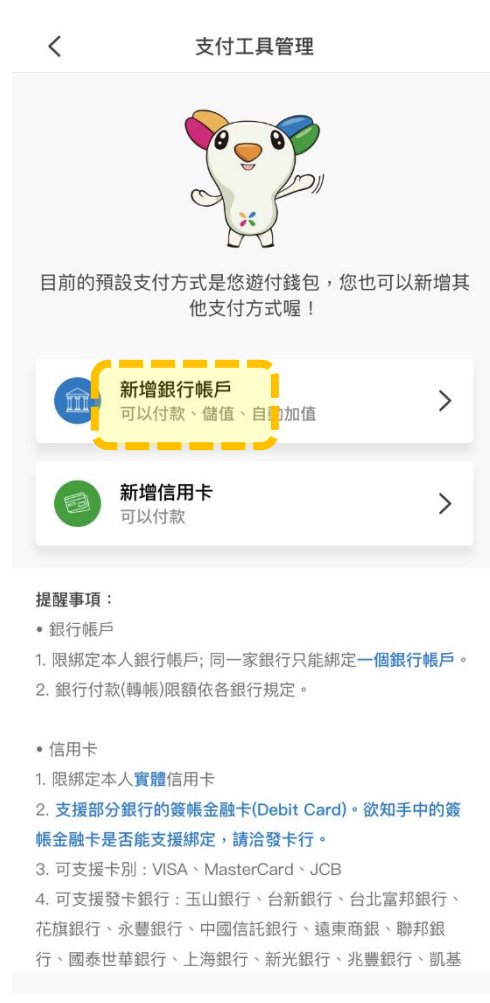 支付工具管理
目前的預設支付方式是悠遊付錢包，您也可以新增其
他支付方式喔！
新增銀行帳戶
可以付款、儲值、自動加值
新增信用卡
可以付款
提醒事項：
• 銀行帳戶
1. 限綁定本人銀行帳戶; 同一家銀行只能綁定一個銀行帳戶。
2. 銀行付款(轉帳)限額依各銀行規定。
• 信用卡
1. 限綁定本人實體信用卡
2. 支援部分銀行的簽帳金融卡(Debit Card)。欲知手中的簽
帳金融卡是否能支援綁定，請洽發卡行。
3. 可支援卡別：VISA、MasterCard、JCB
4. 可支援發卡銀行：玉山銀行、台新銀行、台北富邦銀行、
花旗銀行、永豐銀行、中國信託銀行、遠東商銀、聯邦銀
行、國泰世華銀行、上海銀行、新光銀行、兆豐銀行、凱基